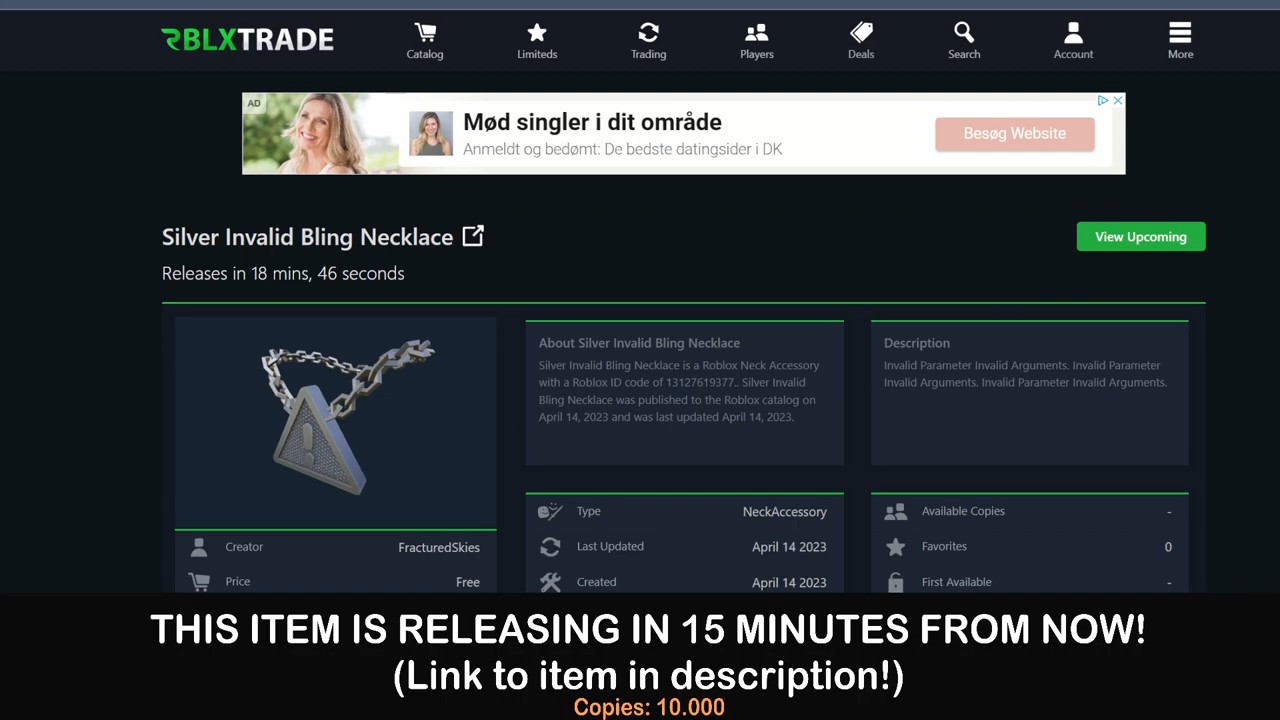 RBLXTRADE
Catalog
Limiteds
Trading
Players
Deals
Search
Account
More
AD
Mød singler i dit område
Anmeldt og bedømt: De bedste datingsider i DK
Besøg Website
Silver Invalid Bling Necklace
View Upcoming
Releases in 18 mins, 46 seconds
About Silver Invalid Bling Necklace
Silver Invalid Bling Necklace is a Roblox Neck Accessory
with a Roblox ID code of 13127619377.. Silver Invalid
Bling Necklace was published to the Roblox catalog on
April 14, 2023 and was last updated April 14, 2023.
Description
Invalid Parameter Invalid Arguments. Invalid Parameter
Invalid Arguments. Invalid Parameter Invalid Arguments.
Creator FracturedSkies
Price Free
Type NeckAccessory
Last Updated April 14 2023
Created April 14 2023
Available Copies -
Favorites 0
First Available -
THIS ITEM IS RELEASING IN 15 MINUTES FROM NOW!
(Link to item in description!)
Copies: 10.000